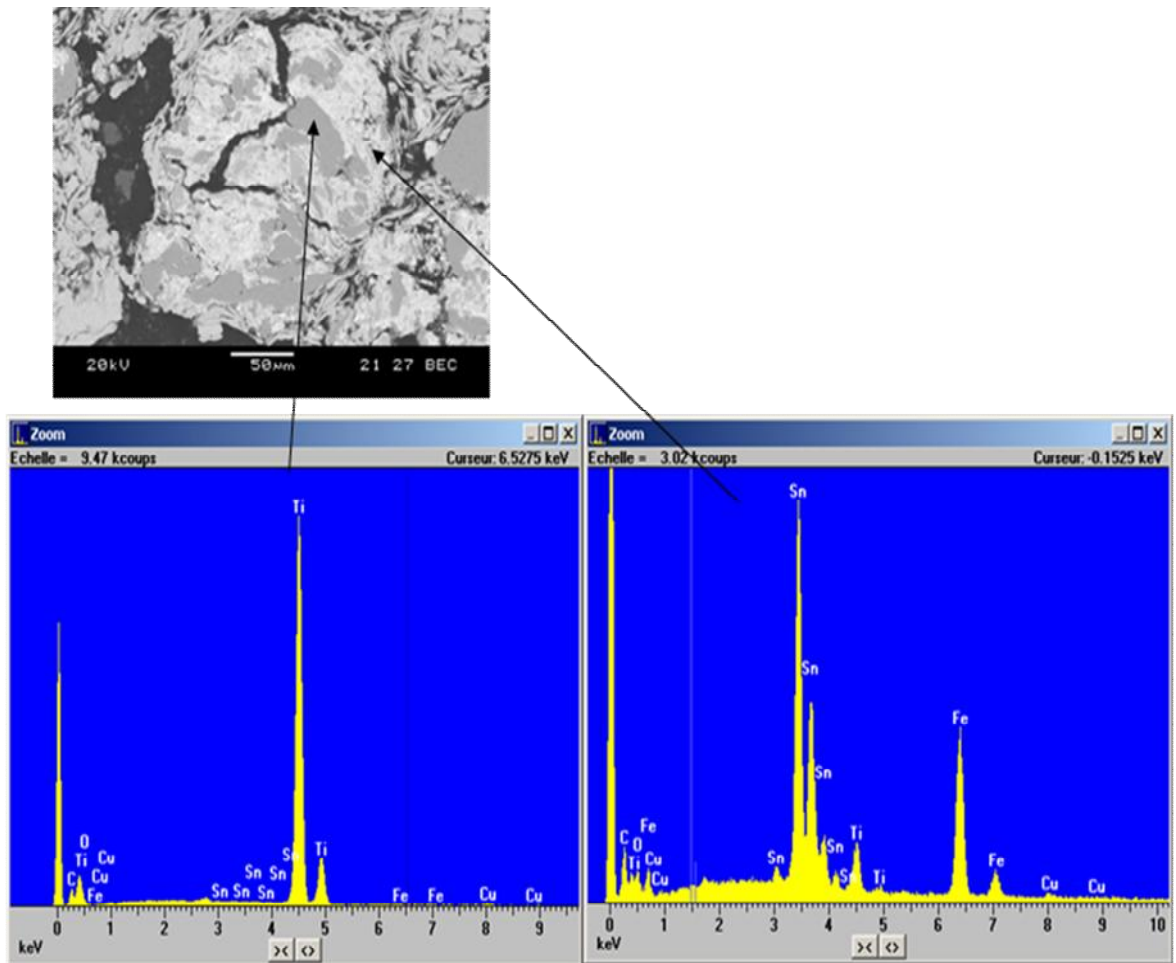 20kV 50µm 21 27 BEC
Zoom
Echelle = 9.47 kcoups Curseur: 6.5275 keV
Ti
O
Ti Cu
C Cu
Fe
Sn Sn Sn Sn Sn Sn
Ti
Fe Fe Cu Cu
0 1 2 3 4 5 6 7 8 9
keV
>< <>
Zoom
Echelle = 3.02 kcoups Curseur: -0.1525 keV
Sn
Sn
Fe
Sn
Fe
C O Cu
Ti Cu
Sn Sn Ti
Sn Ti
Fe
Cu Cu
0 1 2 3 4 5 6 7 8 9 10
keV
>< <>